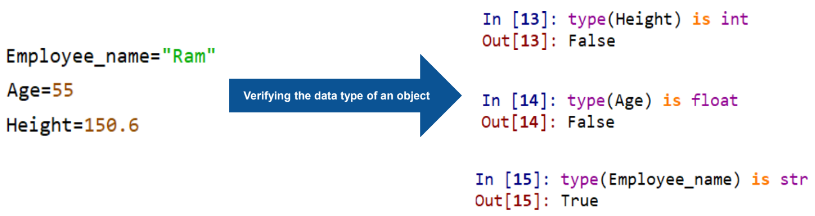 Employee_name="Ram"
Age=55
Height=150.6
Verifying the data type of an object
In [13]: type(Height) is int
Out[13]: False
In [14]: type(Age) is float
Out[14]: False
In [15]: type(Employee_name) is str
Out[15]: True